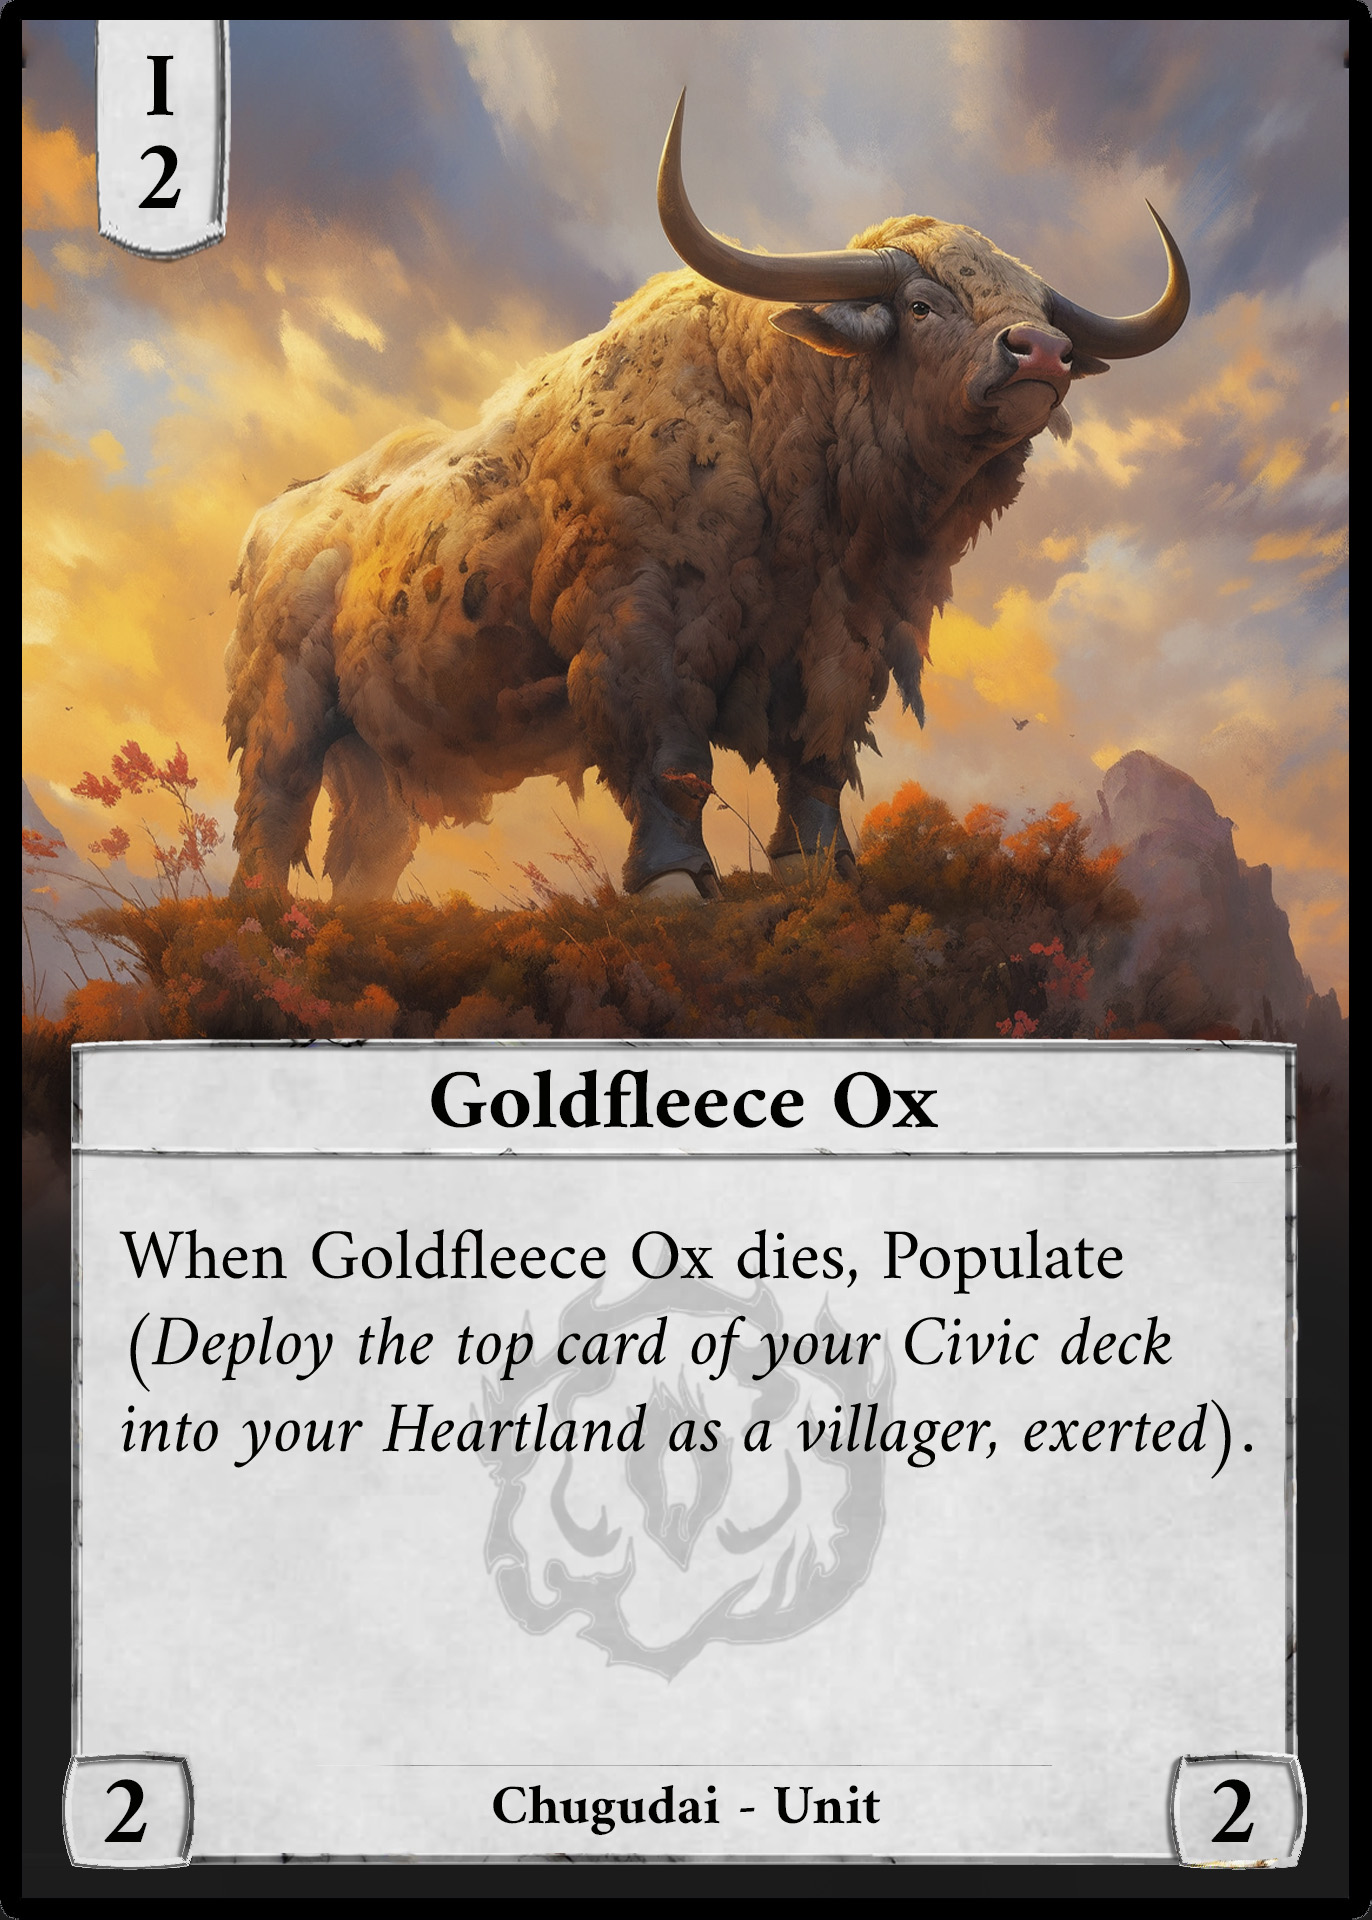 I
2
Goldfleece Ox
When Goldfleece Ox dies, Populate
(Deploy the top card of your Civic deck
into your Heartland as a villager, exerted).
2
Chugudai - Unit
2